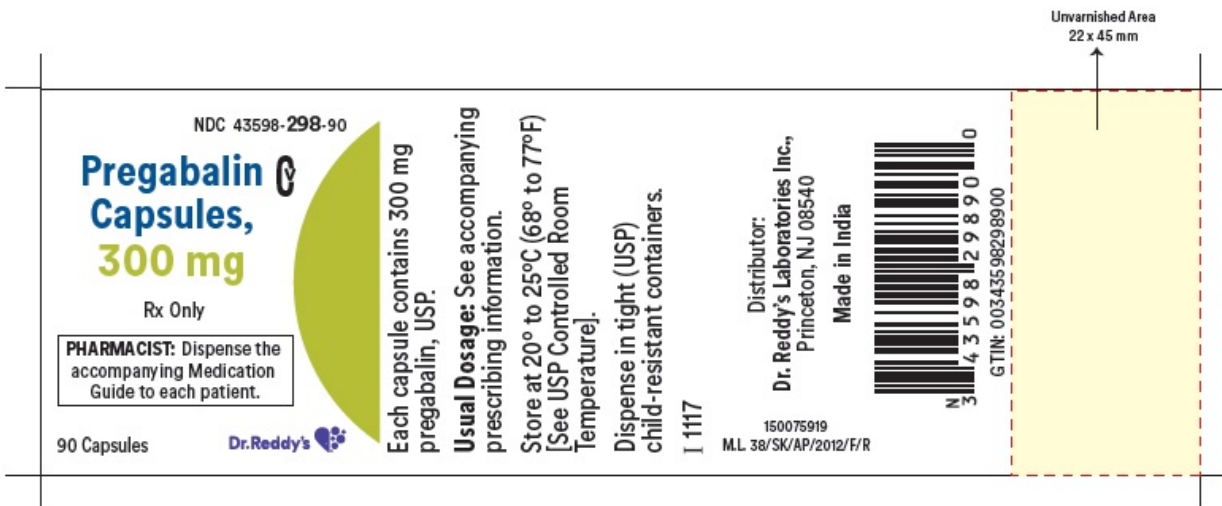 Unvarnished Area
22 x 45 mm
NDC 43598-298-90
Pregabalin CV
Capsules,
300 mg
Rx Only
PHARMACIST: Dispense the
accompanying Medication
Guide to each patient.
90 Capsules
Dr.Reddy's
Each capsule contains 300 mg
pregabalin, USP.
Usual Dosage: See accompanying
prescribing information.
Store at 20° to 25°C (68° to 77°F)
[See USP Controlled Room
Temperature].
Dispense in tight (USP)
child-resistant containers.
I 1117
Distributor:
Dr. Reddy's Laboratories Inc.,
Princeton, NJ 08540
Made in India
150075919
M.L. 38/SK/AP/2012/F/R
N
3 43598 29890 0
GTIN: 00343598298900